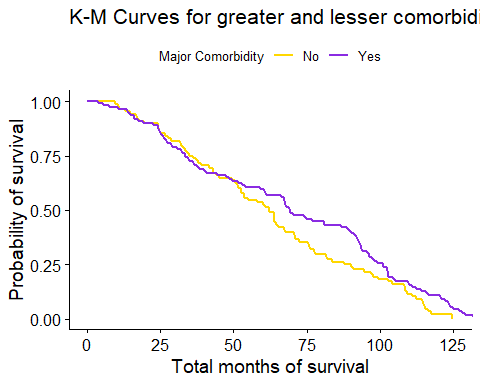 K-M Curves for greater and lesser comorbidi
Major Comorbidity No Yes
1.00
0.75
0.50
0.25
0.00
Probability of survival
0 25 50 75 100 125
Total months of survival